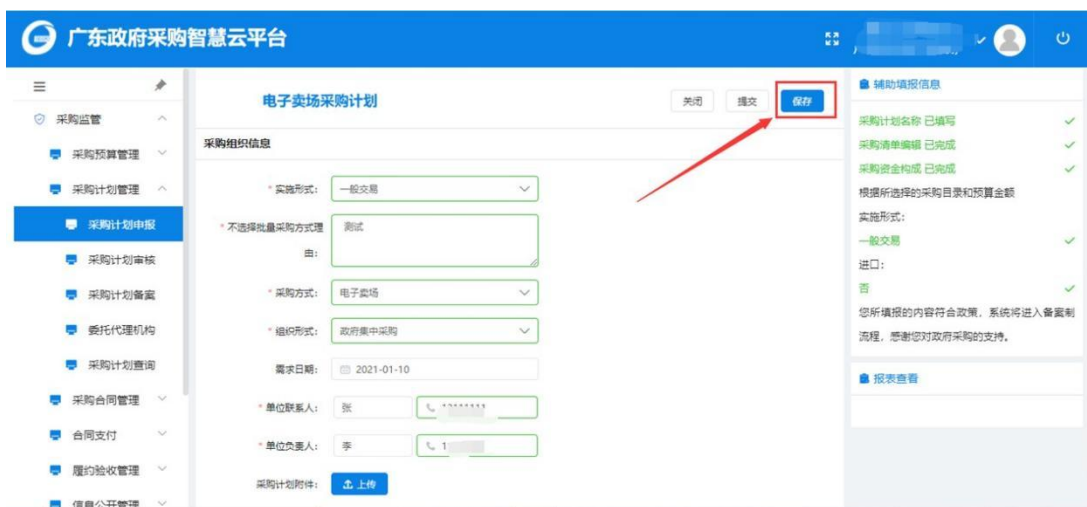 广东政府采购智慧云平台
采购监管
采购预算管理
采购计划管理
采购计划申报
采购计划审核
采购计划备案
委托代理机构
采购计划查询
采购合同管理
合同支付
履约验收管理
信息公开管理
电子卖场采购计划
关闭
提交
保存
采购组织信息
* 实施形式: 一般交易
* 不选择批量采购方式理由: 测试
* 采购方式: 电子卖场
* 组织形式: 政府集中采购
需求日期: 2021-01-10
* 单位联系人: 张
* 单位负责人: 李 1
采购计划附件: 上传
辅助填报信息
采购计划名称 已填写
采购清单编辑 已完成
采购资金构成 已完成
根据所选择的采购目录和预算金额
实施形式:
一般交易
进口:
否
您所填报的内容符合政策，系统将进入备案制
流程，感谢您对政府采购的支持。
报表查看